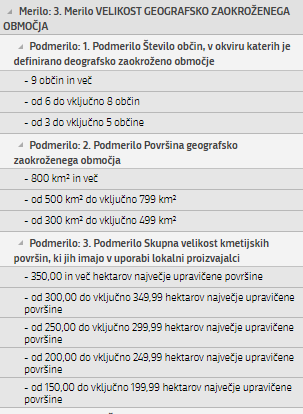 Merilo: 3. Merilo VELIKOST GEOGRAFSKO ZAOKROŽENEGA
OBMOČJA
Podmerilo: 1. Podmerilo Število občin, v okviru katerih je
definirano deografsko zaokroženo območje
- 9 občin in več
- od 6 do vključno 8 občin
- od 3 do vključno 5 občine
Podmerilo: 2. Podmerilo Površina geografsko
zaokroženega območja
- 800 km² in več
- od 500 km² do vključno 799 km²
- od 300 km² do vključno 499 km²
Podmerilo: 3. Podmerilo Skupna velikost kmetijskih
površin, ki jih imajo v uporabi lokalni proizvajalci
- 350,00 in več hektarov največje upravičene površine
- od 300,00 do vključno 349,99 hektarov največje upravičene
površine
- od 250,00 do vključno 299,99 hektarov največje upravičene
površine
- od 200,00 do vključno 249,99 hektarov največje upravičene
površine
- od 150,00 do vključno 199,99 hektarov največje upravičene
površine